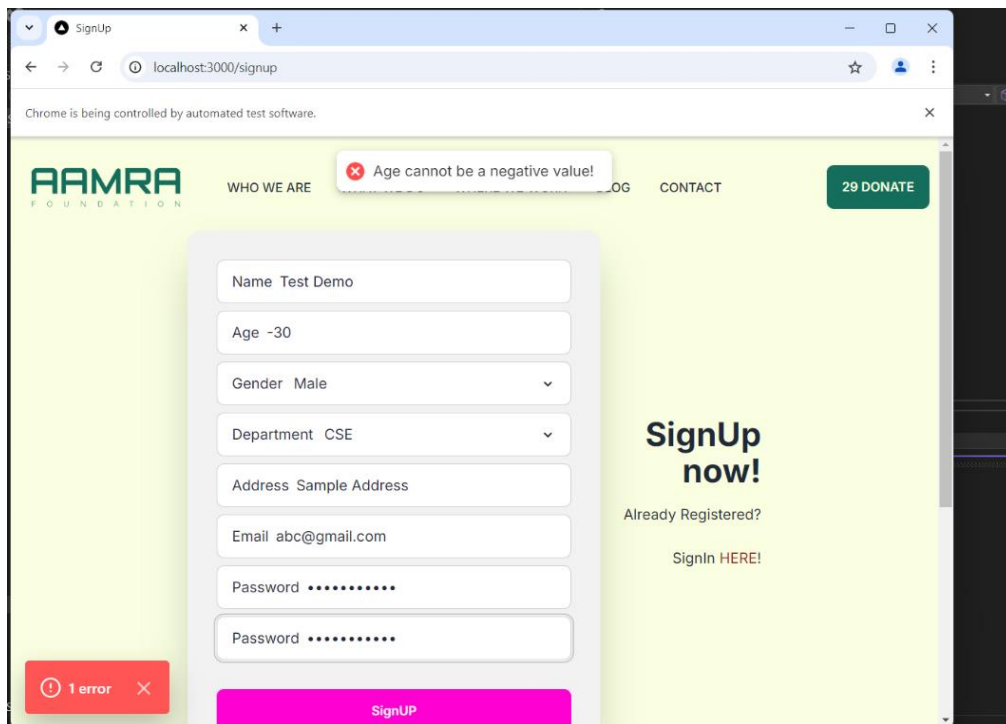 SignUp
localhost:3000/signup
Chrome is being controlled by automated test software.
Age cannot be a negative value!
AAMRA
FOUNDATION
WHO WE ARE
CONTACT
29 DONATE
Name Test Demo
Age -30
Gender Male
Department CSE
Address Sample Address
Email abc@gmail.com
Password •••••••••••
Password •••••••••••
SignUP
SignUp
now!
Already Registered?
SignIn HERE!
1 error